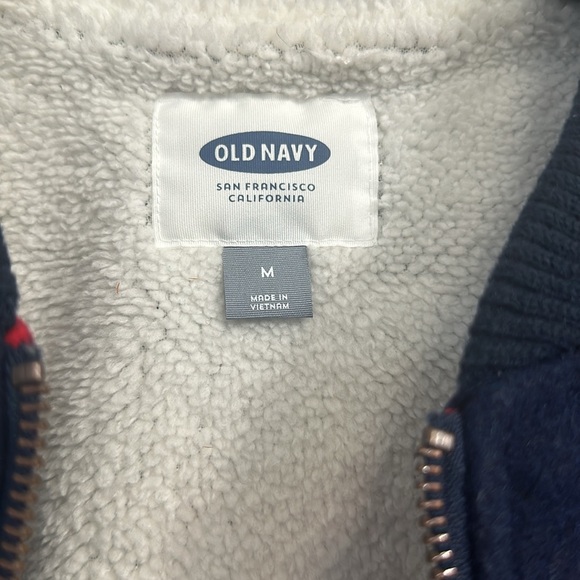 OLD NAVY
SAN FRANCISCO
CALIFORNIA
M
MADE IN
VIETNAM